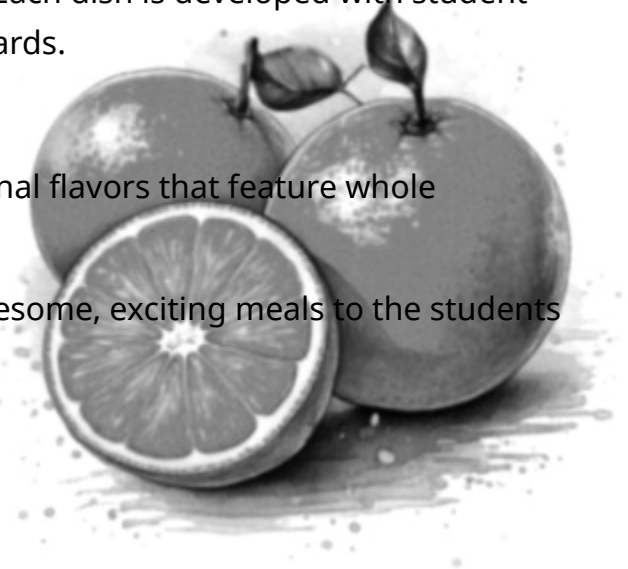 Each dish is developed with student
ards.
nal flavors that feature whole
esome, exciting meals to the students